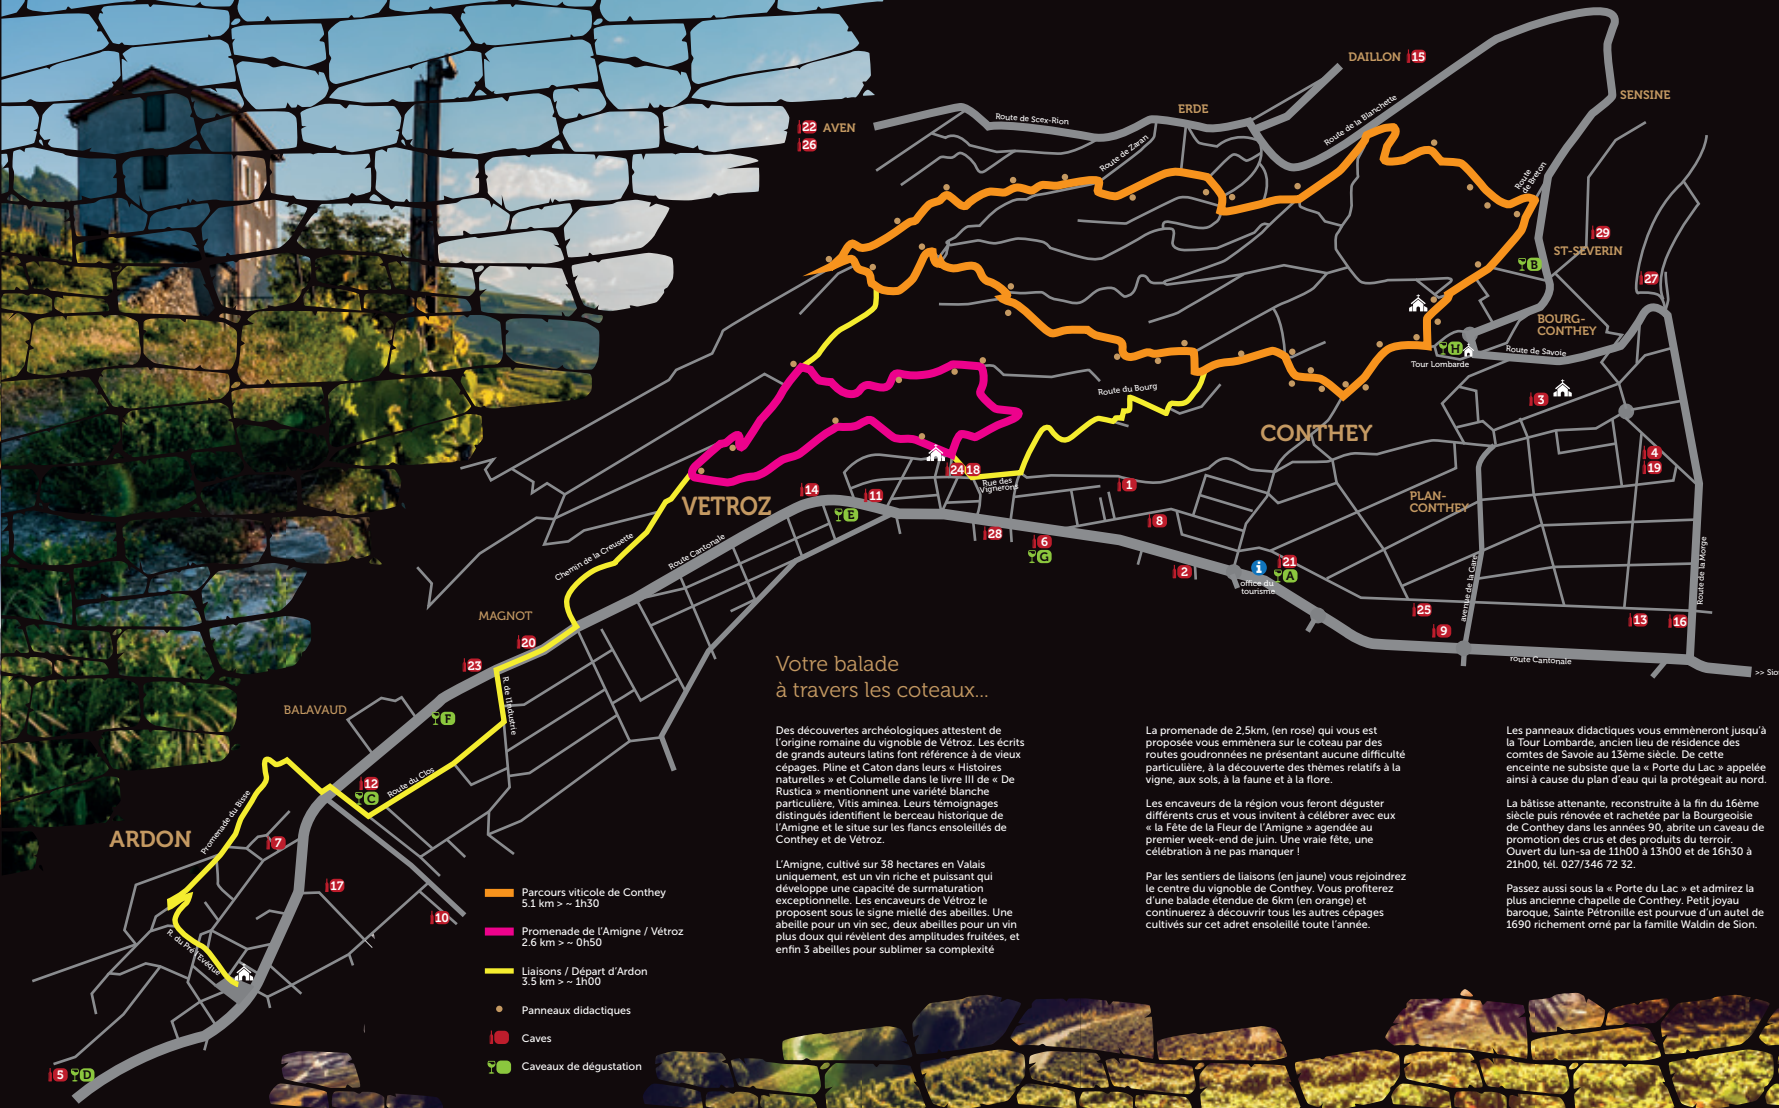 DAILLON 15
SENSINE
ERDE
22 AVEN
26
Route de Scex-Rion
Route de la Blanchette
Route de Zaran
Route de Breton
29
ST-SEVERIN
B
27
BOURG-
CONTHEY
H
Route de Savoie
Tour Lombarde
3
Route du Bourg
CONTHEY
4
19
24 18
Rue des
Vignerons
1
PLAN-
CONTHEY
VETROZ
14
11
E
8
28
6
G
2
21
A
office du
tourisme
i
Route Cantonale
Chemin de la Creusette
avenue de la Gare
Route de la Morge
25
9
13
16
route Cantonale
>> Sion
MAGNOT
20
23
R. de l'Industrie
BALAVAUD
F
12
C
Route du Clos
Promenade du Bisse
ARDON
7
17
10
R. du Pré l'Evêque
5 D
Parcours viticole de Conthey
5.1 km > ~ 1h30
Promenade de l'Amigne / Vétroz
2.6 km > ~ 0h50
Liaisons / Départ d'Ardon
3.5 km > ~ 1h00
Panneaux didactiques
Caves
Caveaux de dégustation
Votre balade
à travers les coteaux...
Des découvertes archéologiques attestent de
l'origine romaine du vignoble de Vétroz. Les écrits
de grands auteurs latins font référence à de vieux
cépages. Pline et Caton dans leurs « Histoires
naturelles » et Columelle dans le livre III de « De
Rustica » mentionnent une variété blanche
particulière, Vitis aminea. Leurs témoignages
distingués identifient le berceau historique de
l'Amigne et le situe sur les flancs ensoleillés de
Conthey et de Vétroz.
L'Amigne, cultivé sur 38 hectares en Valais
uniquement, est un vin riche et puissant qui
développe une capacité de surmaturation
exceptionnelle. Les encaveurs de Vétroz le
proposent sous le signe miellé des abeilles. Une
abeille pour un vin sec, deux abeilles pour un vin
plus doux qui révèlent des amplitudes fruitées, et
enfin 3 abeilles pour sublimer sa complexité
La promenade de 2,5km, (en rose) qui vous est
proposée vous emmènera sur le coteau par des
routes goudronnées ne présentant aucune difficulté
particulière, à la découverte des thèmes relatifs à la
vigne, aux sols, à la faune et à la flore.
Les encaveurs de la région vous feront déguster
différents crus et vous invitent à célébrer avec eux
« la Fête de la Fleur de l'Amigne » agendée au
premier week-end de juin. Une vraie fête, une
célébration à ne pas manquer !
Par les sentiers de liaisons (en jaune) vous rejoindrez
le centre du vignoble de Conthey. Vous profiterez
d'une balade étendue de 6km (en orange) et
continuerez à découvrir tous les autres cépages
cultivés sur cet adret ensoleillé toute l'année.
Les panneaux didactiques vous emmèneront jusqu'à
la Tour Lombarde, ancien lieu de résidence des
comtes de Savoie au 13ème siècle. De cette
enceinte ne subsiste que la « Porte du Lac » appelée
ainsi à cause du plan d'eau qui la protégeait au nord.
La bâtisse attenante, reconstruite à la fin du 16ème
siècle puis rénovée et rachetée par la Bourgeoisie
de Conthey dans les années 90, abrite un caveau de
promotion des crus et des produits du terroir.
Ouvert du lun-sa de 11h00 à 13h00 et de 16h30 à
21h00, tél. 027/346 72 32.
Passez aussi sous la « Porte du Lac » et admirez la
plus ancienne chapelle de Conthey. Petit joyau
baroque, Sainte Pétronille est pourvue d'un autel de
1690 richement orné par la famille Waldin de Sion.